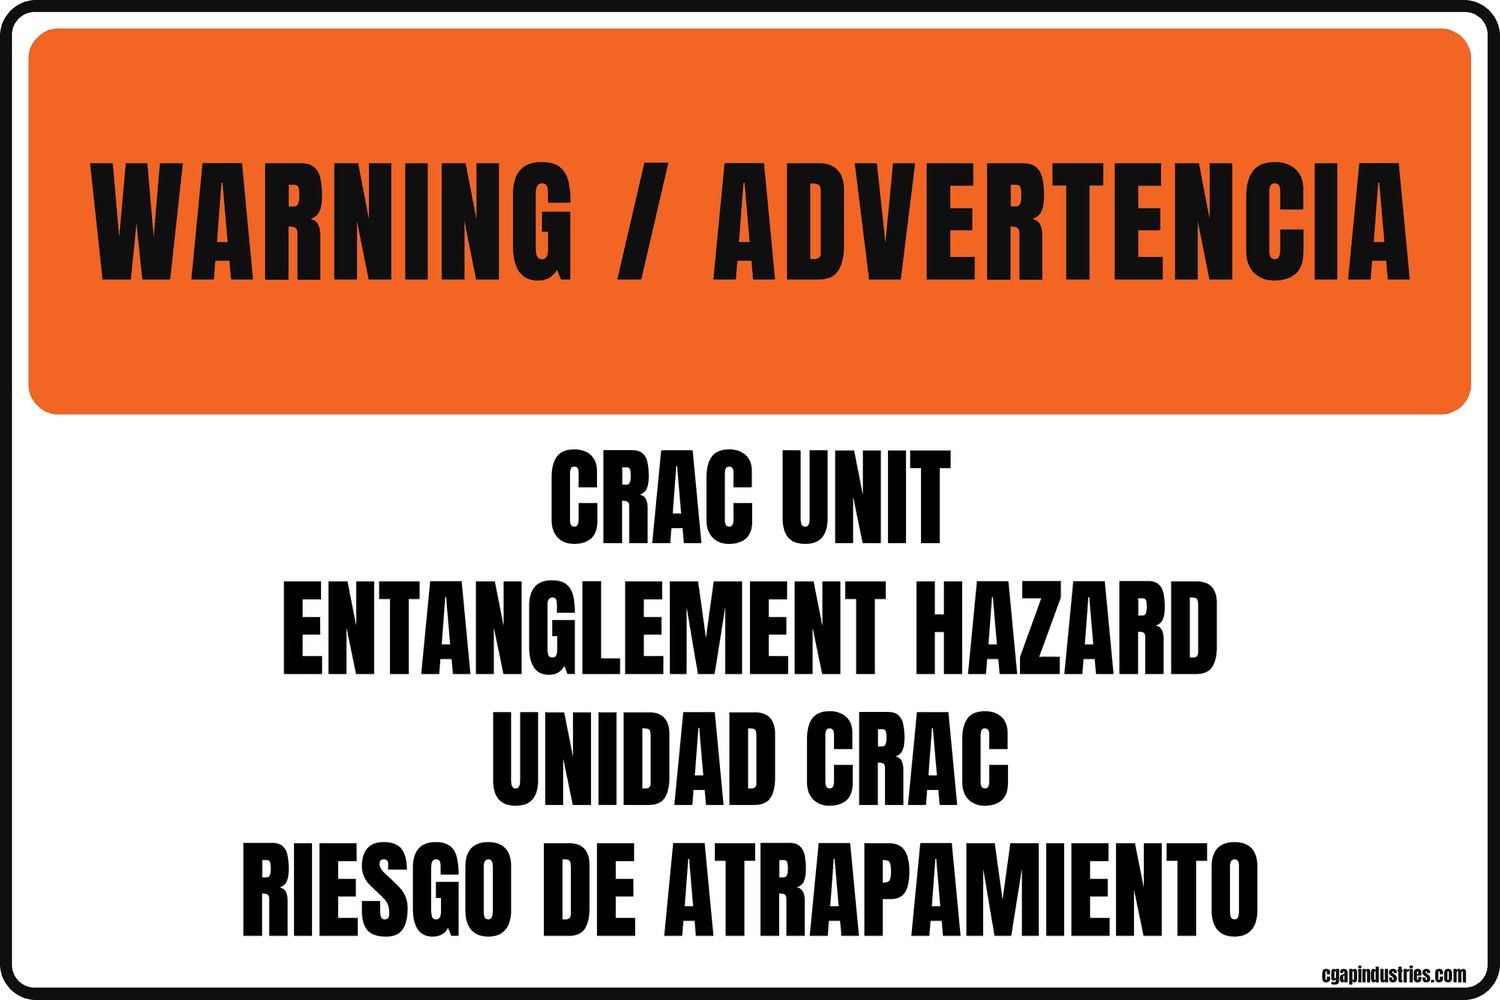 WARNING / ADVERTENCIA
CRAC UNIT
ENTANGLEMENT HAZARD
UNIDAD CRAC
RIESGO DE ATRAPAMIENTO
cgapindustries.com